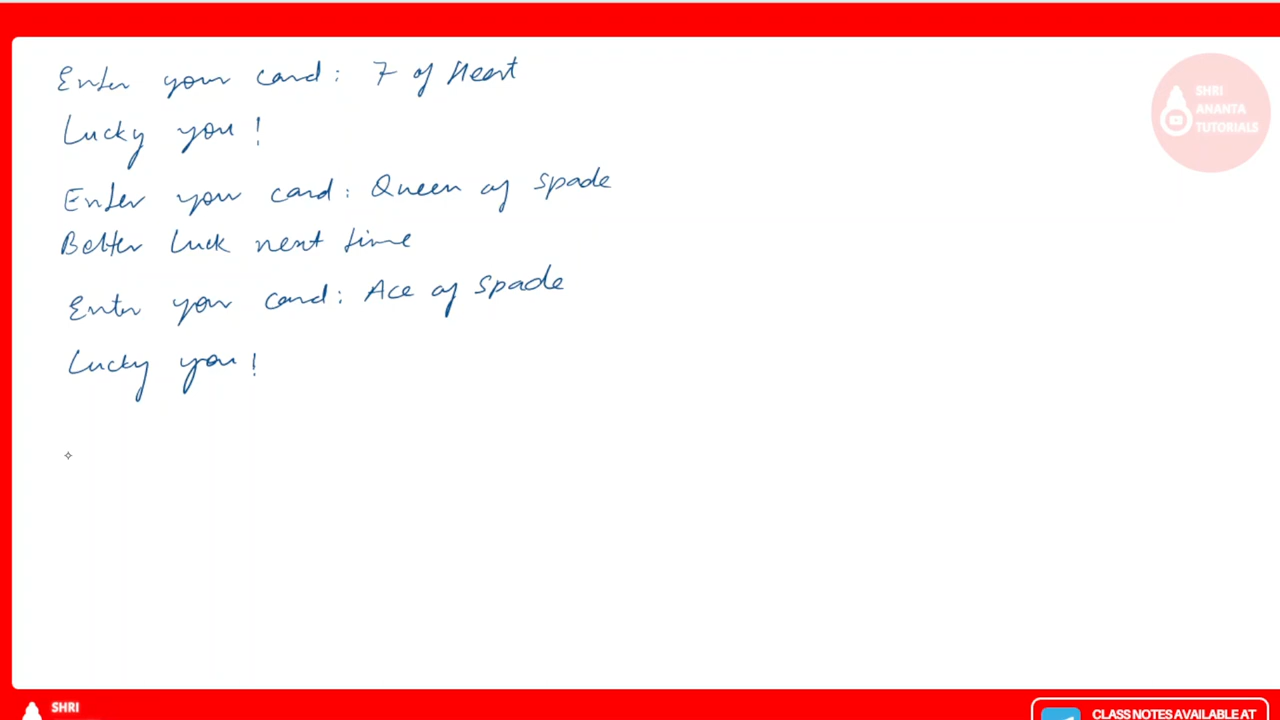 Enter your card: 7 of Heart
Lucky you!
Enter your card: Queen of spade
Better luck next time
Enter your card: Ace of spade
Lucky you!
SHRI
ANANTA
TUTORIALS
SHRI
CLASS NOTES AVAILABLE AT